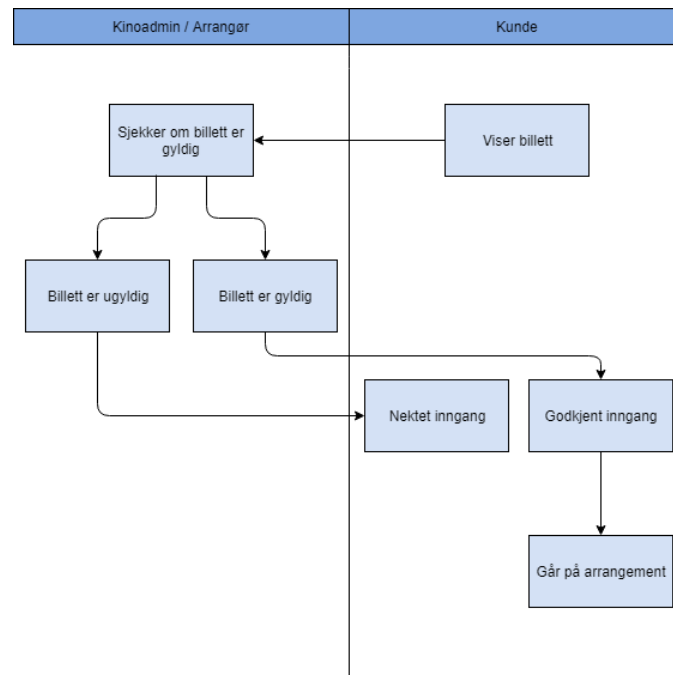 Kinoadmin / Arrangør
Kunde
Sjekker om billett er
gyldig
Viser billett
Billett er ugyldig
Billett er gyldig
Nektet inngang
Godkjent inngang
Går på arrangement